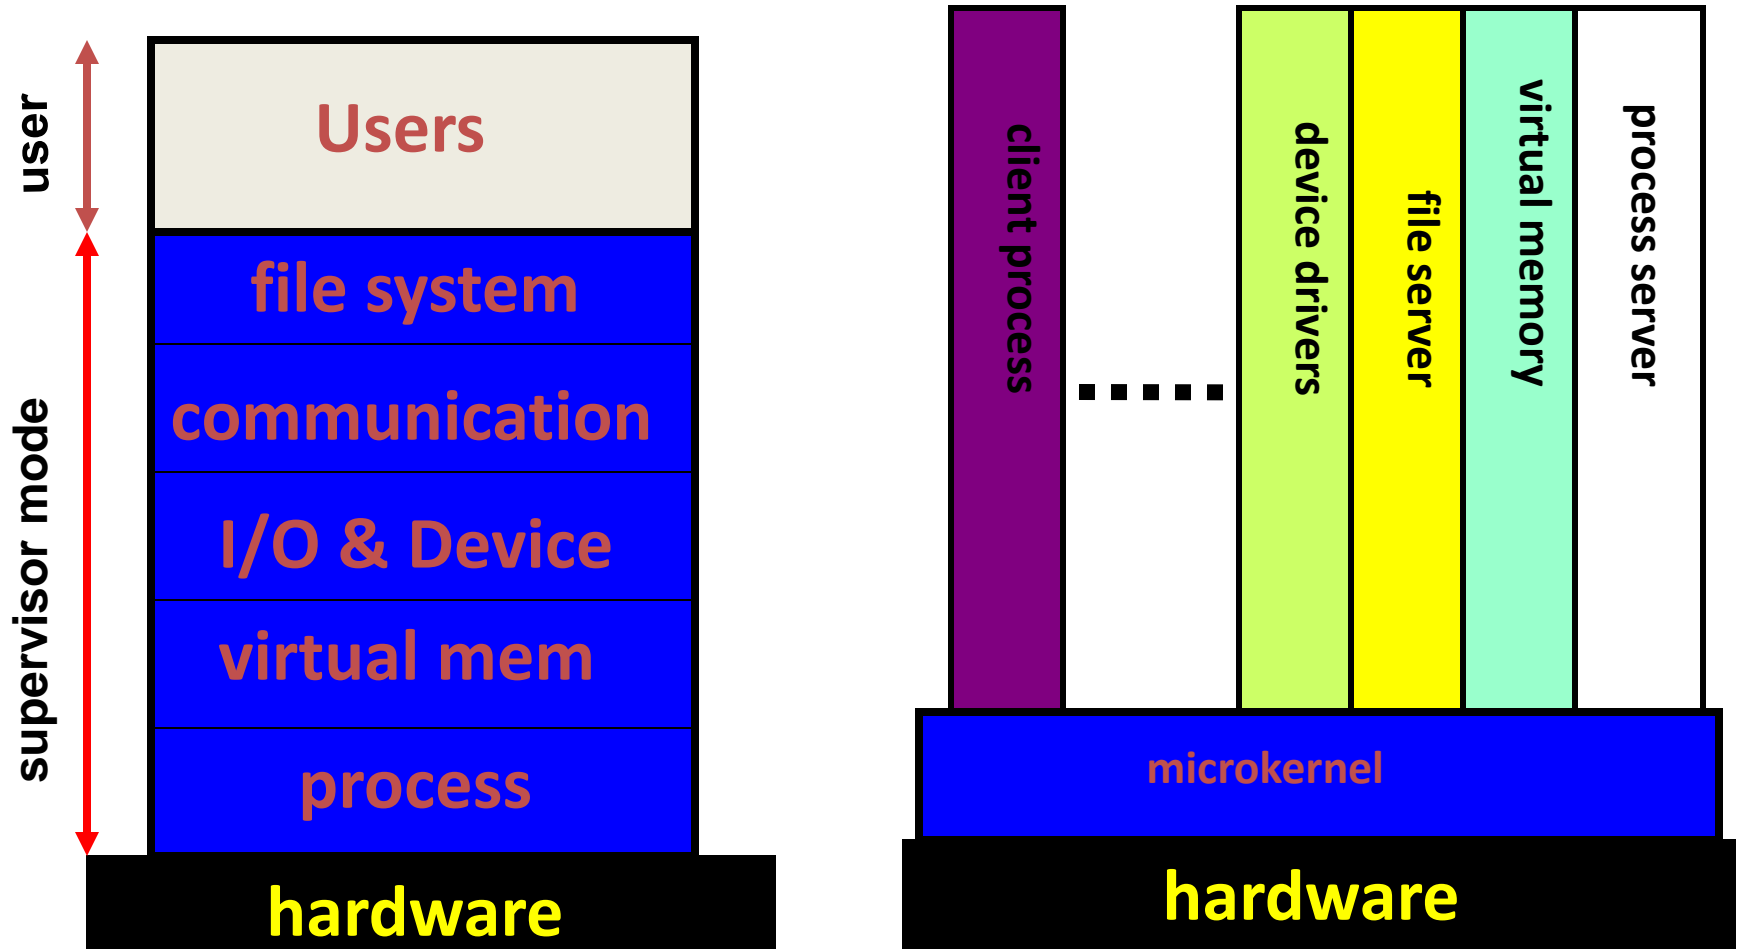 user
supervisor mode
Users
file system
communication
I/O & Device
virtual mem
process
hardware
client process
device drivers
file server
virtual memory
process server
microkernel
hardware